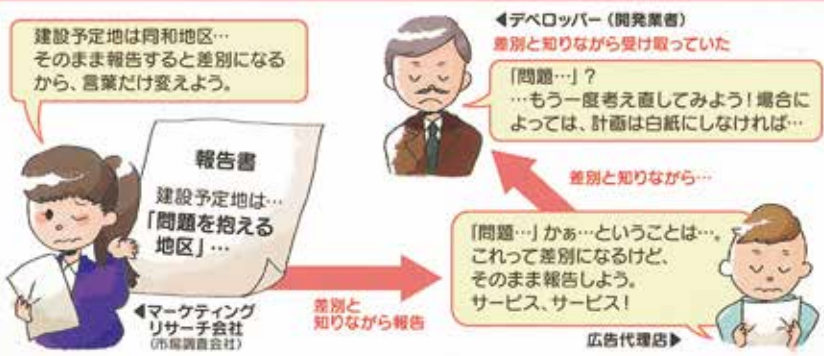 建設予定地は同和地区…
そのまま報告すると差別になる
から、言葉だけ変えよう。
報告書
建設予定地は…
「問題を抱える
地区」…
◀マーケティング
リサーチ会社
(市場調査会社)
差別と
知りながら報告
「問題…」かぁ…ということは…。
これって差別になるけど、
そのまま報告しよう。
サービス、サービス!
広告代理店▶
差別と知りながら…
◀デベロッパー(開発業者)
差別と知りながら受け取っていた
「問題…」?
…もう一度考え直してみよう!場合に
よっては、計画は白紙にしなければ…